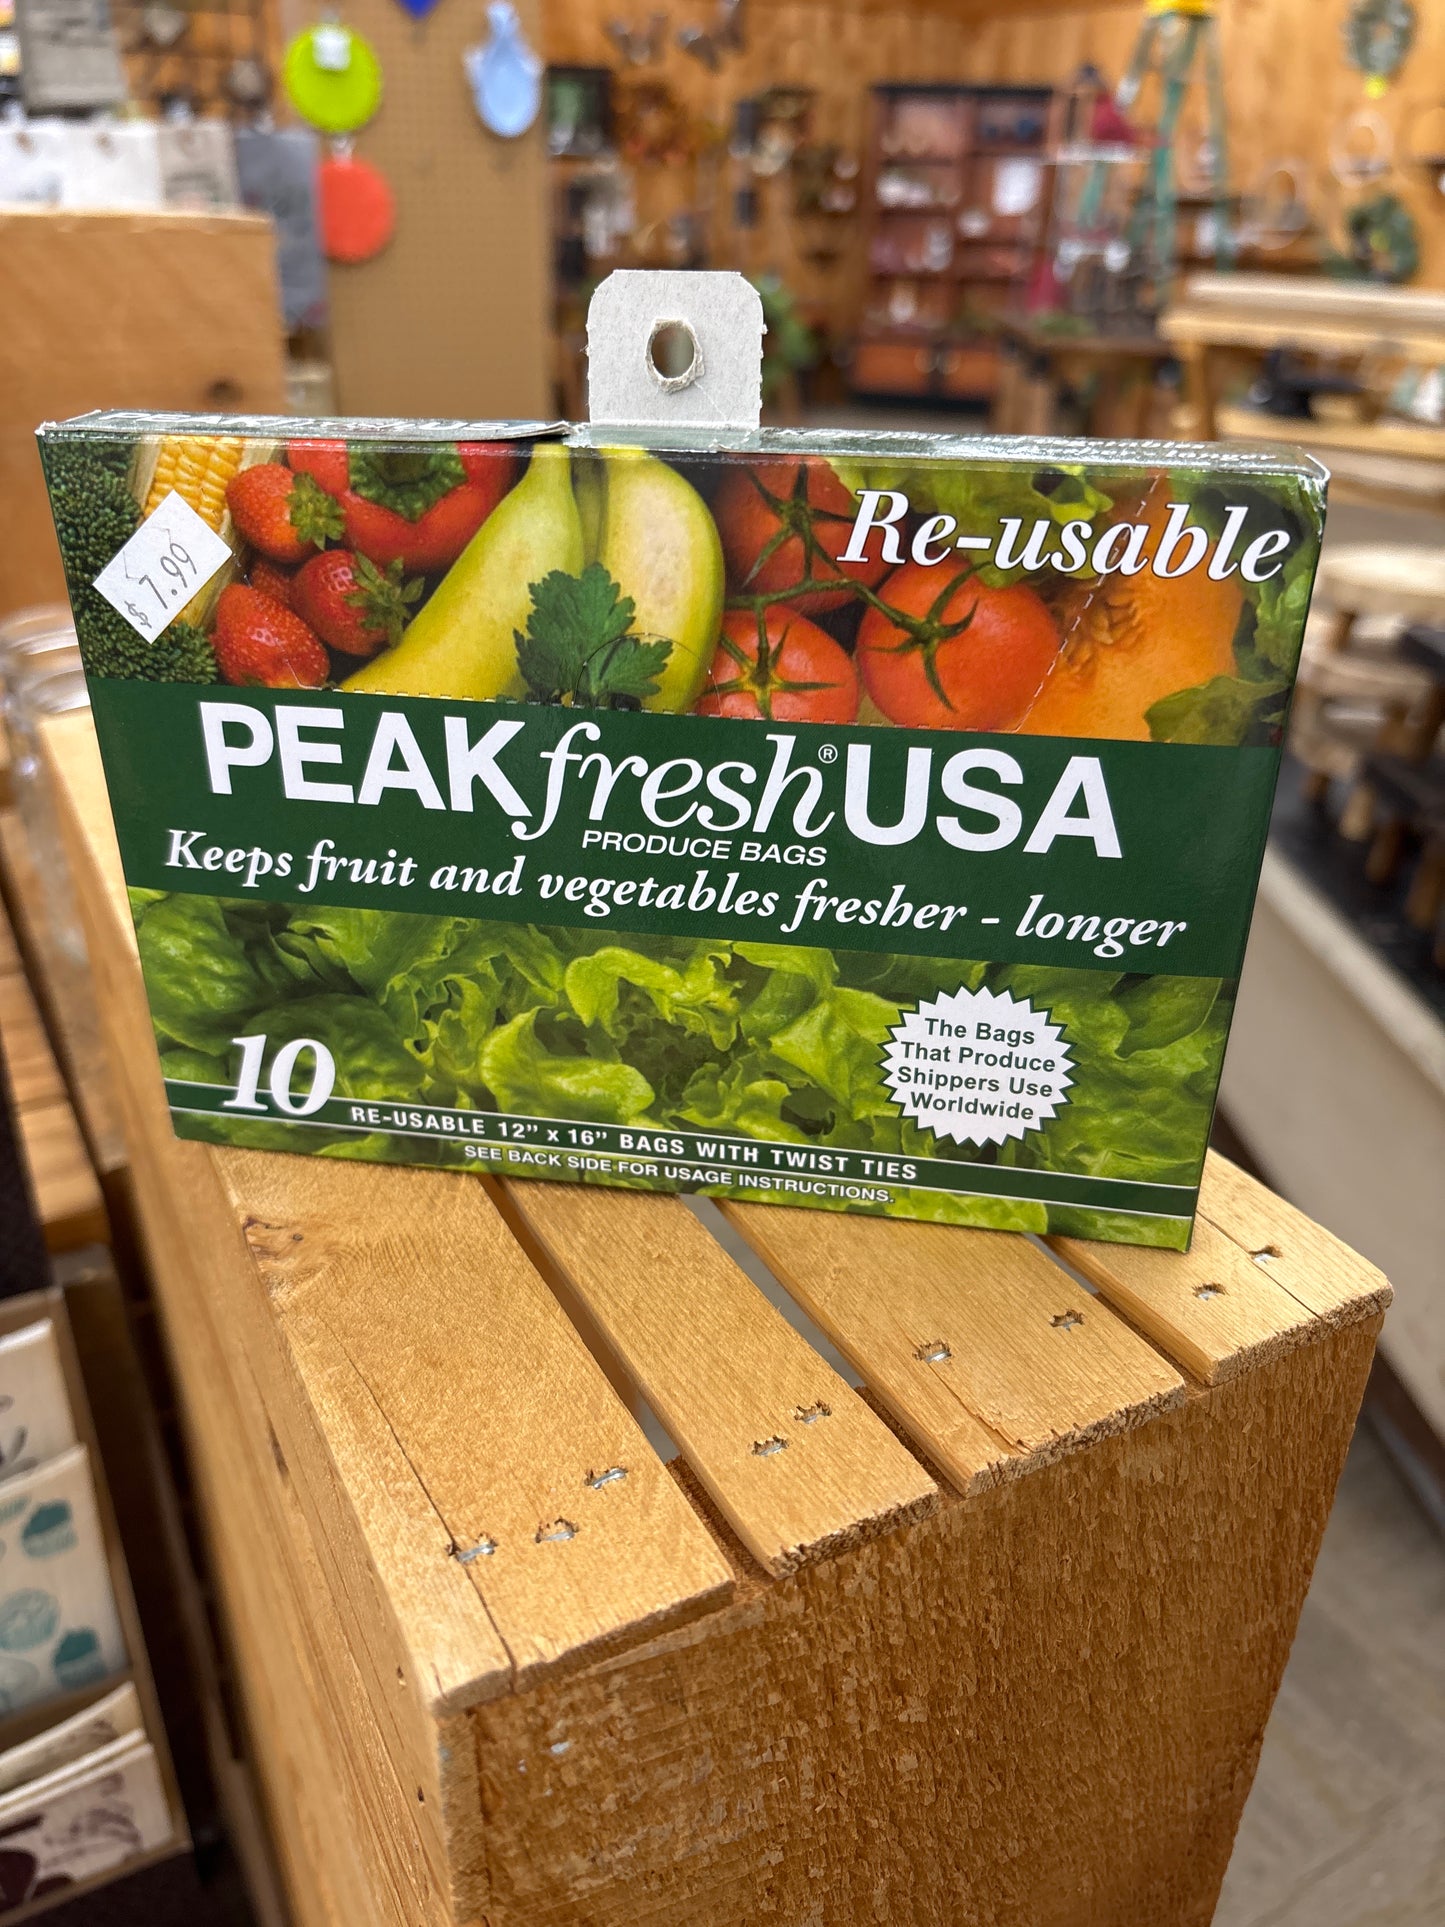 Re-usable
$7.99
PEAKfresh®USA
PRODUCE BAGS
Keeps fruit and vegetables fresher - longer
The Bags
That Produce
Shippers Use
Worldwide
10
RE-USABLE 12" x 16" BAGS WITH TWIST TIES
SEE BACK SIDE FOR USAGE INSTRUCTIONS.